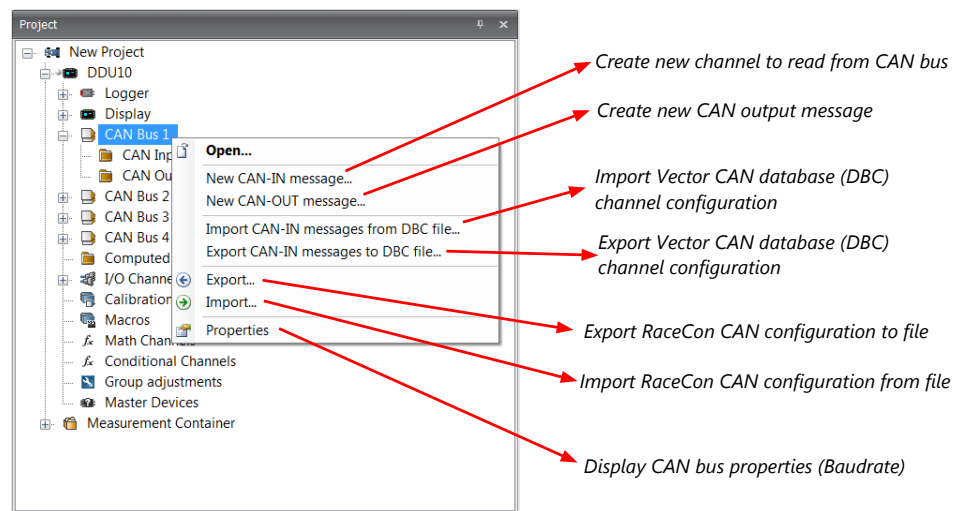 Project
New Project
DDU10
Logger
Display
CAN Bus 1
CAN Inp
CAN Ou
CAN Bus 2
CAN Bus 3
CAN Bus 4
Computed
I/O Channe
Calibration
Macros
Math Chan
Conditional Channels
Group adjustments
Master Devices
Measurement Container
Open...
New CAN-IN message...
New CAN-OUT message...
Import CAN-IN messages from DBC file...
Export CAN-IN messages to DBC file...
Export...
Import...
Properties
Create new channel to read from CAN bus
Create new CAN output message
Import Vector CAN database (DBC)
channel configuration
Export Vector CAN database (DBC)
channel configuration
Export RaceCon CAN configuration to file
Import RaceCon CAN configuration from file
Display CAN bus properties (Baudrate)